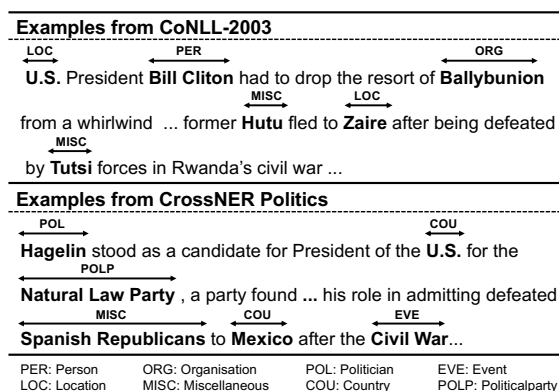 Examples from CoNLL-2003
LOC PER ORG
U.S. President Bill Cliton had to drop the resort of Ballybunion
MISC LOC
from a whirlwind ... former Hutu fled to Zaire after being defeated
MISC
by Tutsi forces in Rwanda's civil war ...
Examples from CrossNER Politics
POL COU
Hagelin stood as a candidate for President of the U.S. for the
POLP
Natural Law Party , a party found ... his role in admitting defeated
MISC COU EVE
Spanish Republicans to Mexico after the Civil War...
PER: Person ORG: Organisation POL: Politician EVE: Event
LOC: Location MISC: Miscellaneous COU: Country POLP: Politicalparty